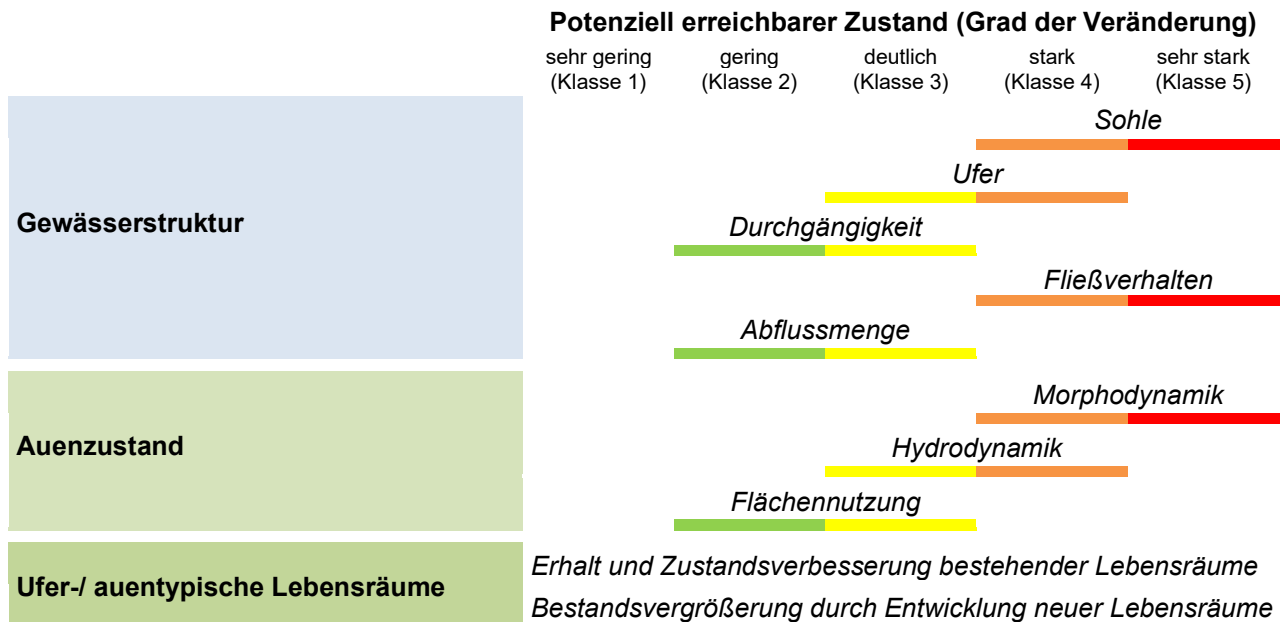 Potenziell erreichbarer Zustand (Grad der Veränderung)
sehr gering gering deutlich stark sehr stark
(Klasse 1) (Klasse 2) (Klasse 3) (Klasse 4) (Klasse 5)
Gewässerstruktur
Sohle
Ufer
Durchgängigkeit
Fließverhalten
Abflussmenge
Auenzustand
Morphodynamik
Hydrodynamik
Flächennutzung
Ufer-/ auentypische Lebensräume
Erhalt und Zustandsverbesserung bestehender Lebensräume
Bestandsvergrößerung durch Entwicklung neuer Lebensräume